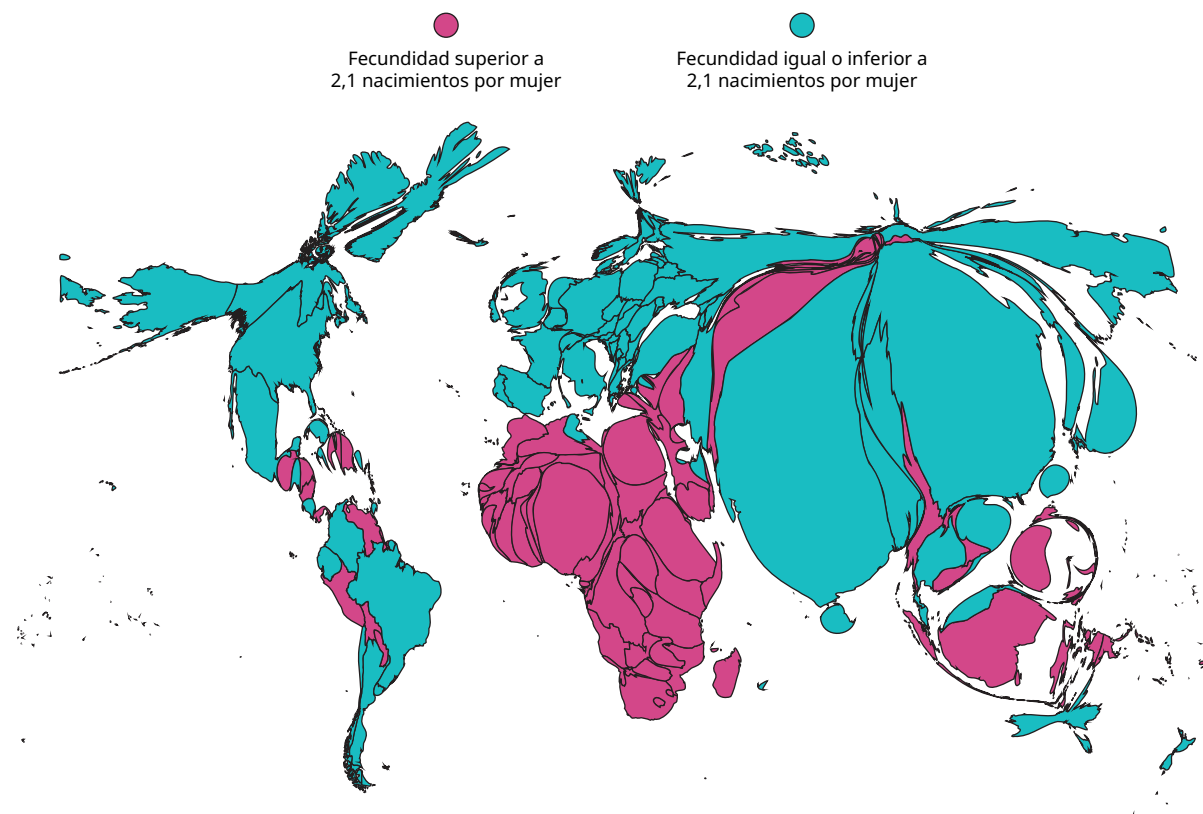 Fecundidad superior a
2,1 nacimientos por mujer
Fecundidad igual o inferior a
2,1 nacimientos por mujer